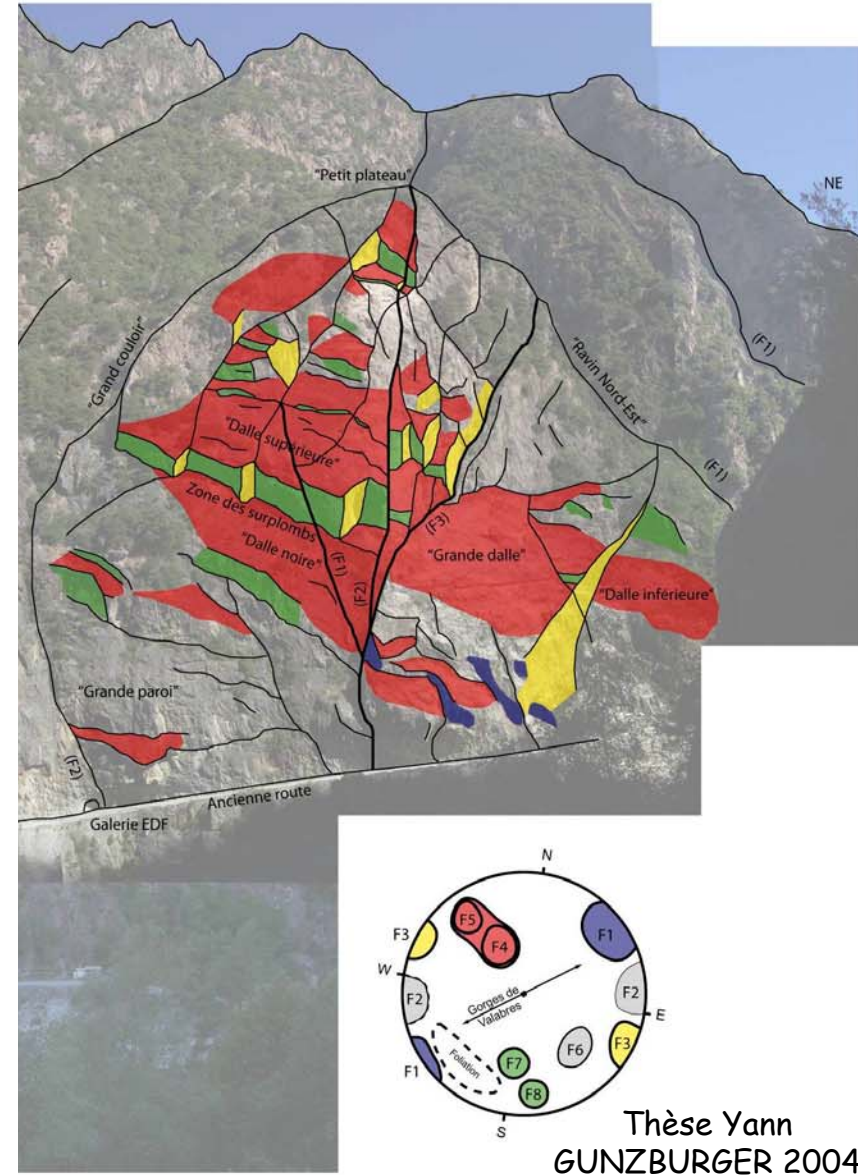 "Petit plateau"
NE
"Grand couloir"
(F1)
"Ravin Nord-Est"
"Dalle supérieure"
(F1)
Zone des surplombs
(F3)
"Dalle noire"
(F1)
"Grande dalle"
(F2)
"Dalle inférieure"
"Grande paroi"
(F2)
Ancienne route
Galerie EDF
N
F5
F4
F1
F3
W
F2
F2
Gorges de
Valabres
E
F3
F6
Foliation
F1
F7
F8
S
Thèse Yann
GUNZBURGER 2004